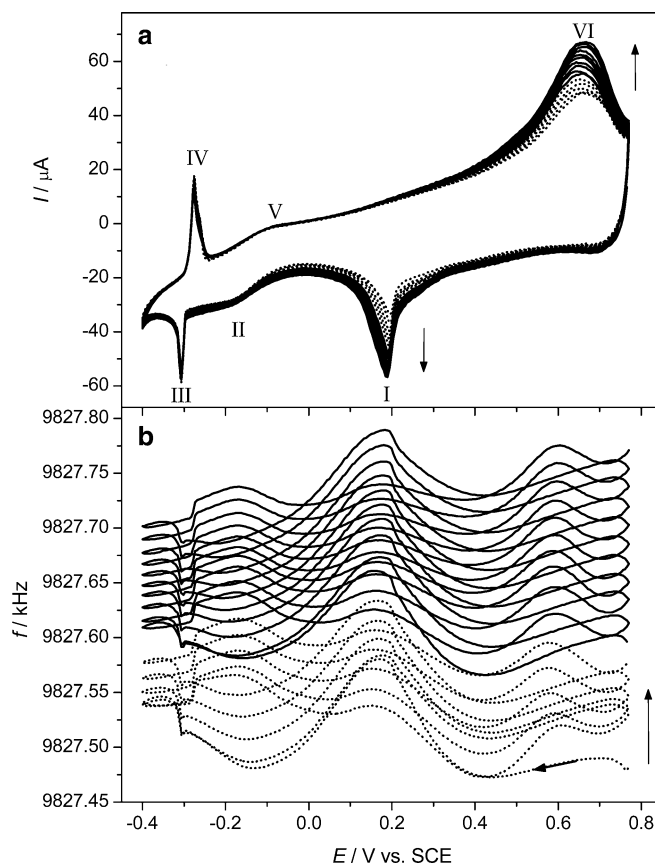 a
VI
60
40
20
0
-20
-40
-60
I / μA
IV
V
II
III
I
b
9827.80
9827.75
9827.70
9827.65
9827.60
9827.55
9827.50
9827.45
f / kHz
-0.4
-0.2
0.0
0.2
0.4
0.6
0.8
E / V vs. SCE